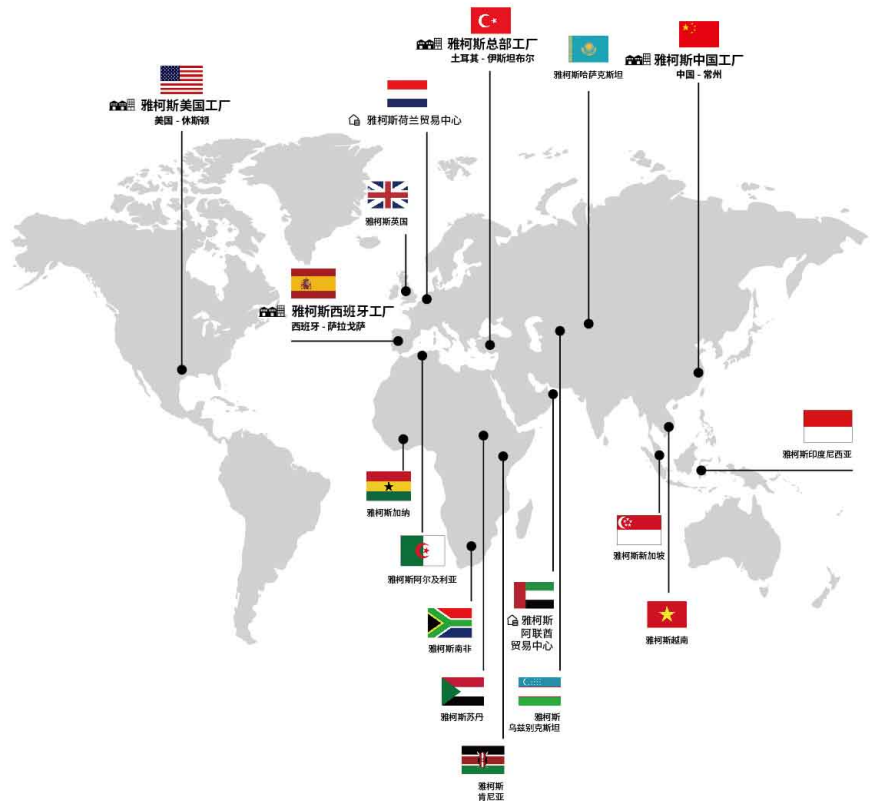 雅柯斯总部工厂
土耳其 - 伊斯坦布尔
雅柯斯哈萨克斯坦
雅柯斯中国工厂
中国 - 常州
雅柯斯美国工厂
美国 - 休斯顿
雅柯斯荷兰贸易中心
雅柯斯英国
雅柯斯西班牙工厂
西班牙 - 萨拉戈萨
雅柯斯印度尼西亚
雅柯斯加纳
雅柯斯新加坡
雅柯斯阿尔及利亚
雅柯斯
阿联酋
贸易中心
雅柯斯越南
雅柯斯南非
雅柯斯苏丹
雅柯斯
乌兹别克斯坦
雅柯斯
肯尼亚